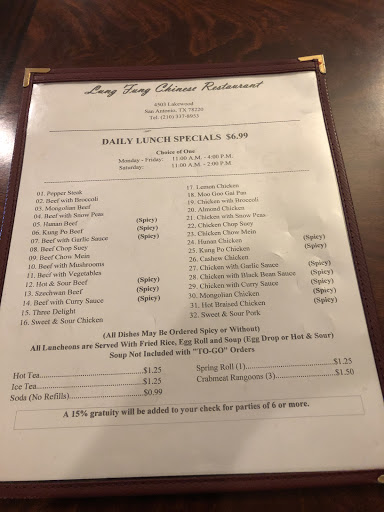 Lung Fung Chinese Restaurant
4503 Lakewood
San Antonio, TX 78220
Tel. (210) 337-8933
DAILY LUNCH SPECIALS $6.99
Choice of One
Monday - Friday: 11:00 A.M. - 4:00 P.M.
Saturday: 11:00 A.M. - 2:00 P.M.
01. Pepper Steak
02. Beef with Broccoli
03. Mongolian Beef
04. Beef with Snow Peas
05. Hunan Beef (Spicy)
06. Kung Po Beef (Spicy)
07. Beef with Garlic Sauce (Spicy)
08. Beef Chop Suey
09. Beef Chow Mein
10. Beef with Mushrooms
11. Beef with Vegetables
12. Hot & Sour Beef (Spicy)
13. Szechwan Beef (Spicy)
14. Beef with Curry Sauce (Spicy)
15. Three Delight
16. Sweet & Sour Chicken
17. Lemon Chicken
18. Moo Goo Gai Pan
19. Chicken with Broccoli
20. Almond Chicken
21. Chicken with Snow Peas
22. Chicken Chop Suey
23. Chicken Chow Mein
24. Hunan Chicken (Spicy)
25. Kung Po Chicken (Spicy)
26. Cashew Chicken
27. Chicken with Garlic Sauce (Spicy)
28. Chicken with Black Bean Sauce (Spicy)
29. Chicken with Curry Sauce (Spicy)
30. Mongolian Chicken (Spicy)
31. Hot Braised Chicken (Spicy)
32. Sweet & Sour Pork
(All Dishes May Be Ordered Spicy or Without)
All Luncheons are Served With Fried Rice, Egg Roll and Soup (Egg Drop or Hot & Sour)
Soup Not Included with "TO-GO" Orders
Hot Tea $1.25
Ice Tea $1.25
Soda (No Refills) $0.99
Spring Roll (1) $1.25
Crabmeat Rangoons (3) $1.50
A 15% gratuity will be added to your check for parties of 6 or more.